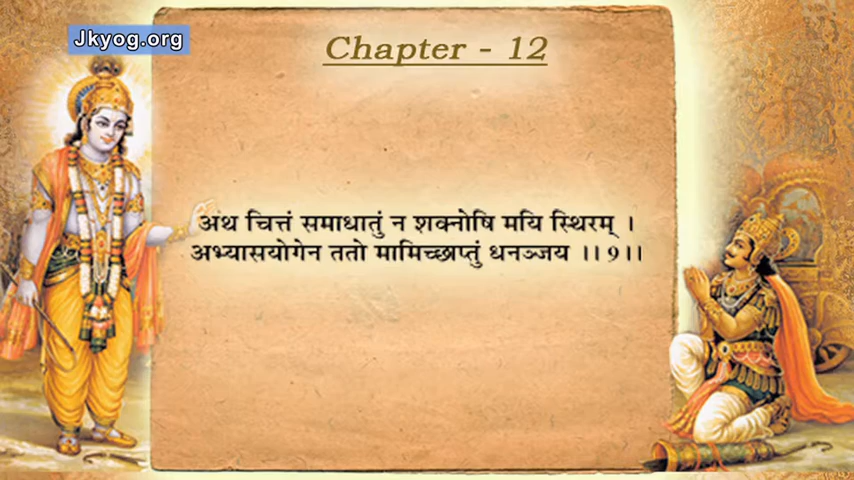 Jkyog.org
Chapter - 12
अथ चित्तं समाधातुं न शक्नोषि मयि स्थिरम् ।
अभ्यासयोगेन ततो मामिच्छाप्तुं धनञ्जय ।। 9।।